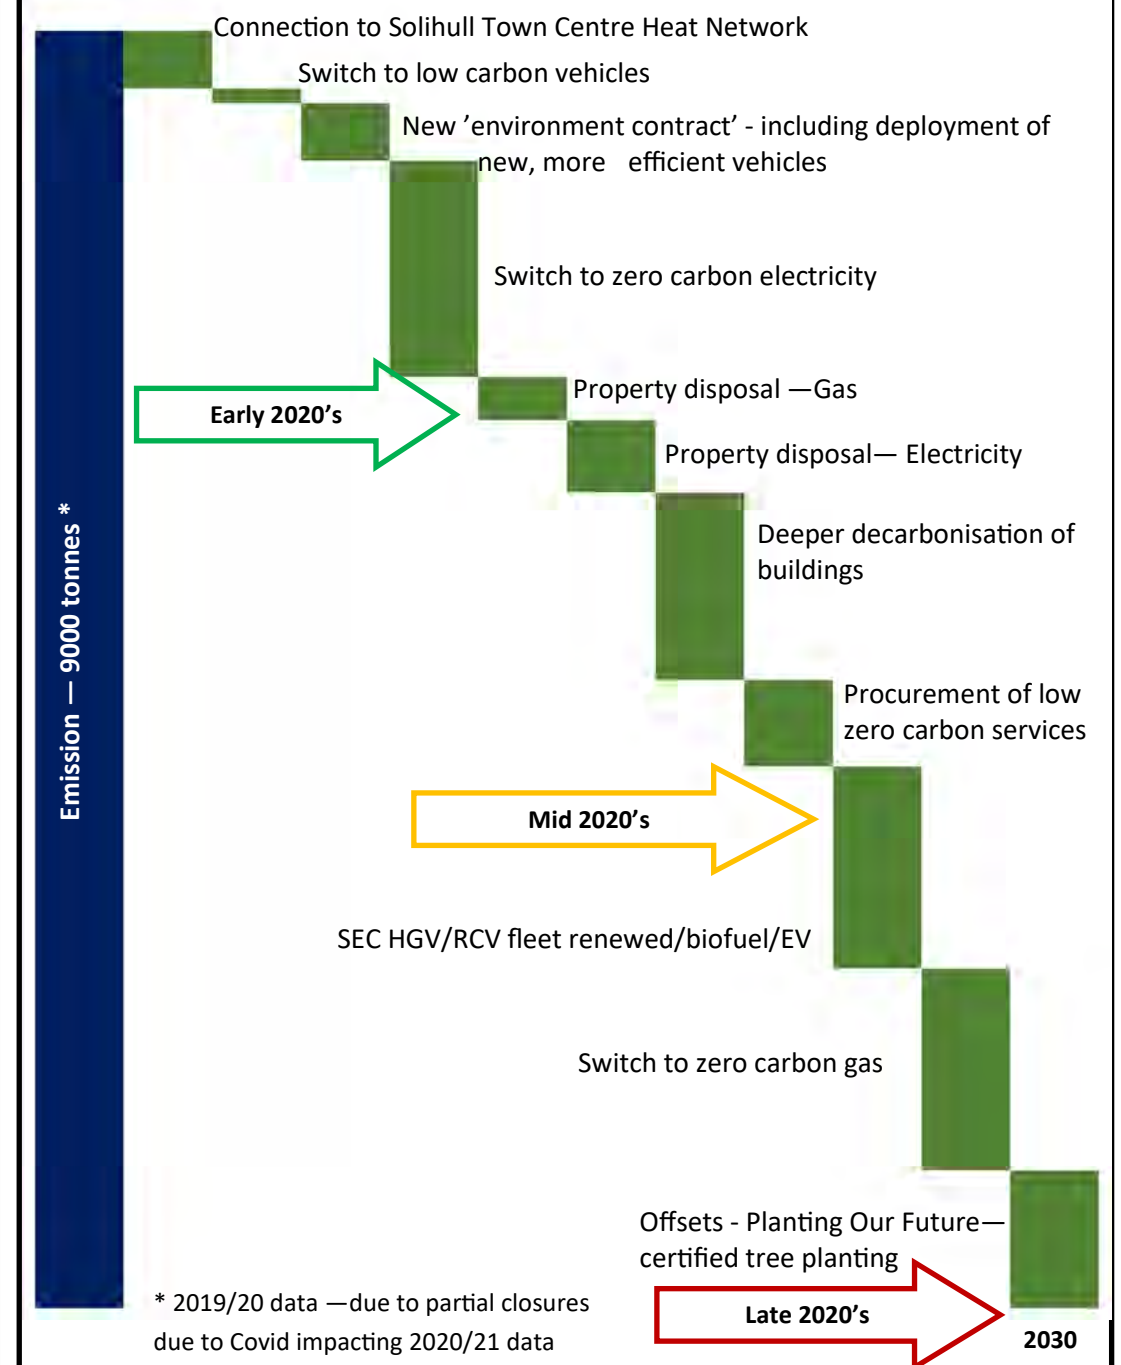 Connection to Solihull Town Centre Heat Network
Switch to low carbon vehicles
New ’environment contract’ - including deployment of
new, more efficient vehicles
Switch to zero carbon electricity
Property disposal —Gas
Early 2020’s
Property disposal— Electricity
Emission — 9000 tonnes *
Deeper decarbonisation of
buildings
Procurement of low
zero carbon services
Mid 2020’s
SEC HGV/RCV fleet renewed/biofuel/EV
Switch to zero carbon gas
Offsets - Planting Our Future—
certified tree planting
* 2019/20 data —due to partial closures
due to Covid impacting 2020/21 data
Late 2020’s
2030